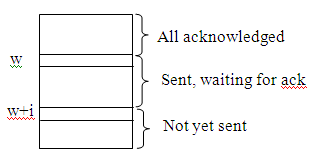 All acknowledged
w
Sent, waiting for ack
w+i
Not yet sent